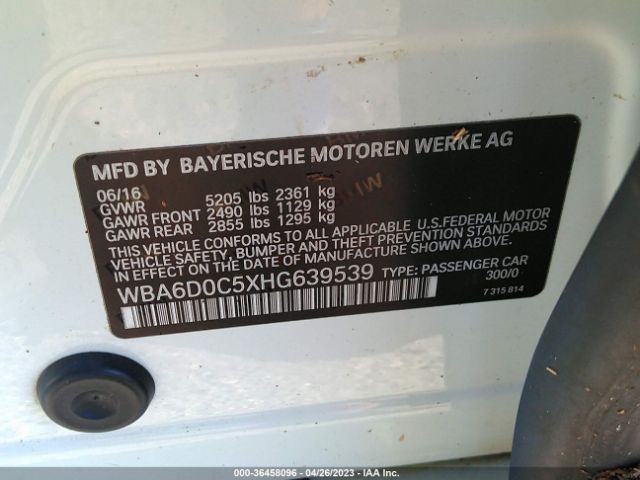 MFD BY BAYERISCHE MOTOREN WERKE AG
06/16
GVWR 5205 lbs 2361 kg
GAWR FRONT 2490 lbs 1129 kg
GAWR REAR 2855 lbs 1295 kg
THIS VEHICLE CONFORMS TO ALL APPLICABLE U.S.FEDERAL MOTOR
VEHICLE SAFETY, BUMPER AND THEFT PREVENTION STANDARDS
IN EFFECT ON THE DATE OF MANUFACTURE SHOWN ABOVE.
WBA6D0C5XHG639539 TYPE: PASSENGER CAR
300/0
7 315 814
000-36458096 - 04/26/2023 - IAA Inc.